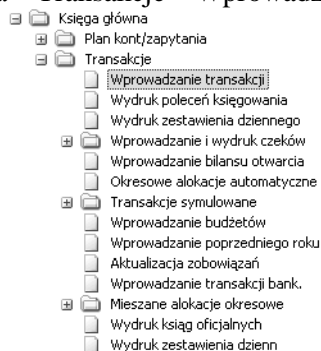 Transakcje
Wprowadz
Księga główna
Plan kont/zapytania
Transakcje
Wprowadzanie transakcji
Wydruk poleceń księgowania
Wydruk zestawienia dziennego
Wprowadzanie i wydruk czeków
Wprowadzanie bilansu otwarcia
Okresowe alokacje automatyczne
Transakcje symulowane
Wprowadzanie budżetów
Wprowadzanie poprzedniego roku
Aktualizacja zobowiązań
Wprowadzanie transakcji bank.
Mieszane alokacje okresowe
Wydruk ksiąg oficjalnych
Wydruk zestawienia dzienn